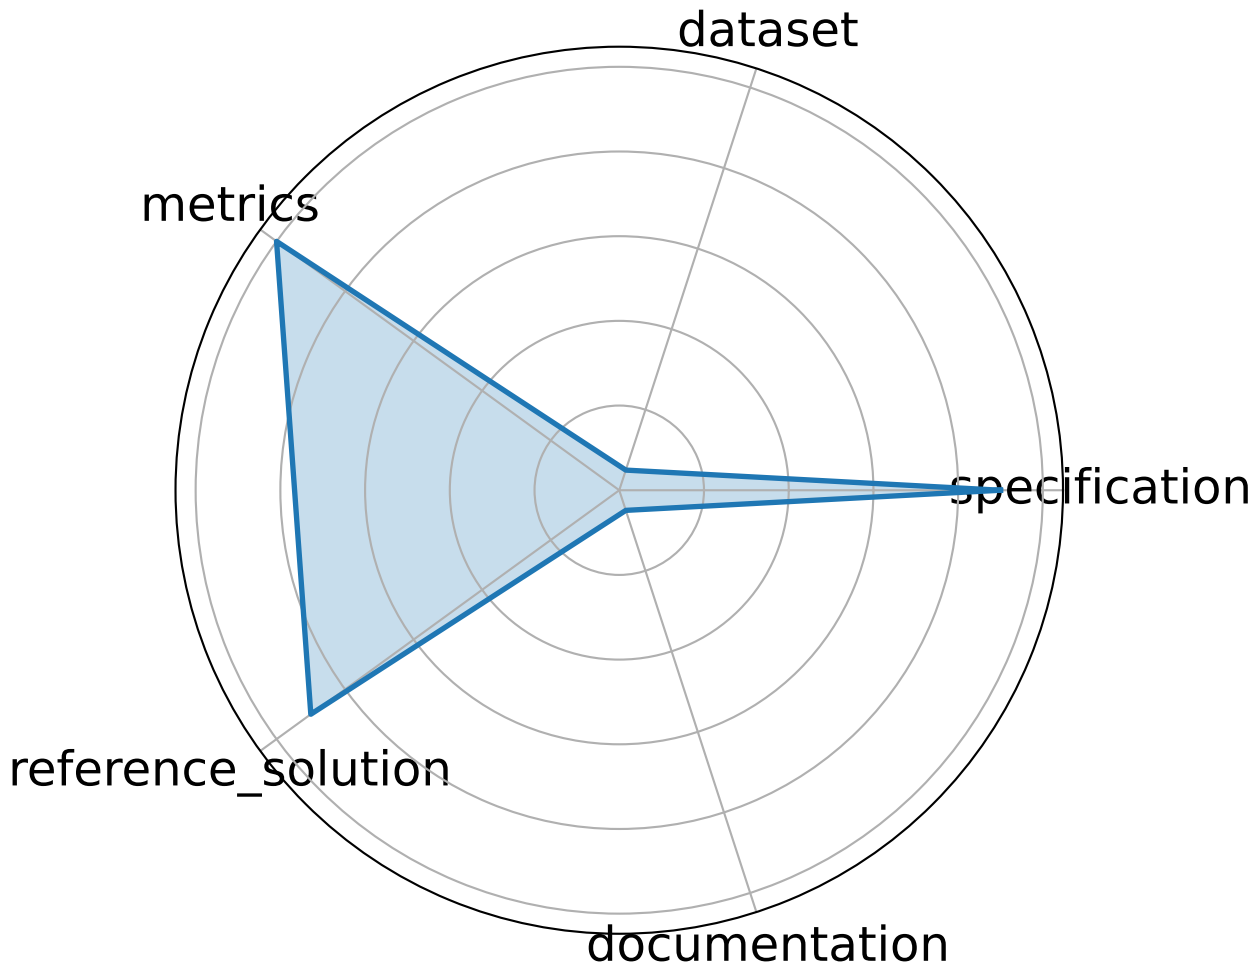 dataset
metrics
specification
reference_solution
documentation